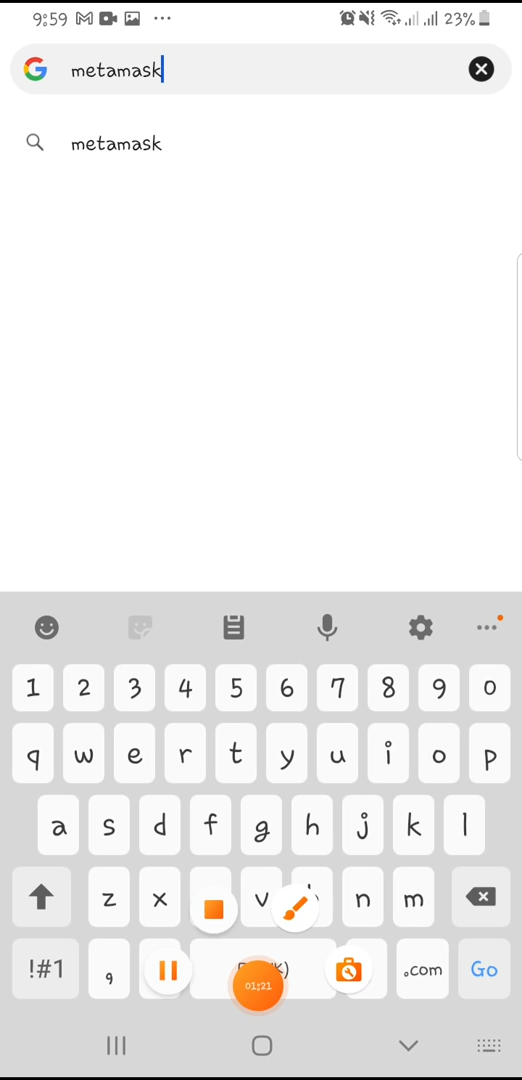 9:59 23%
metamask
metamask
1 2 3 4 5 6 7 8 9 0
q w e r t y u i o p
a s d f g h j k l
z x v n m
!#1 , .com Go
01:21